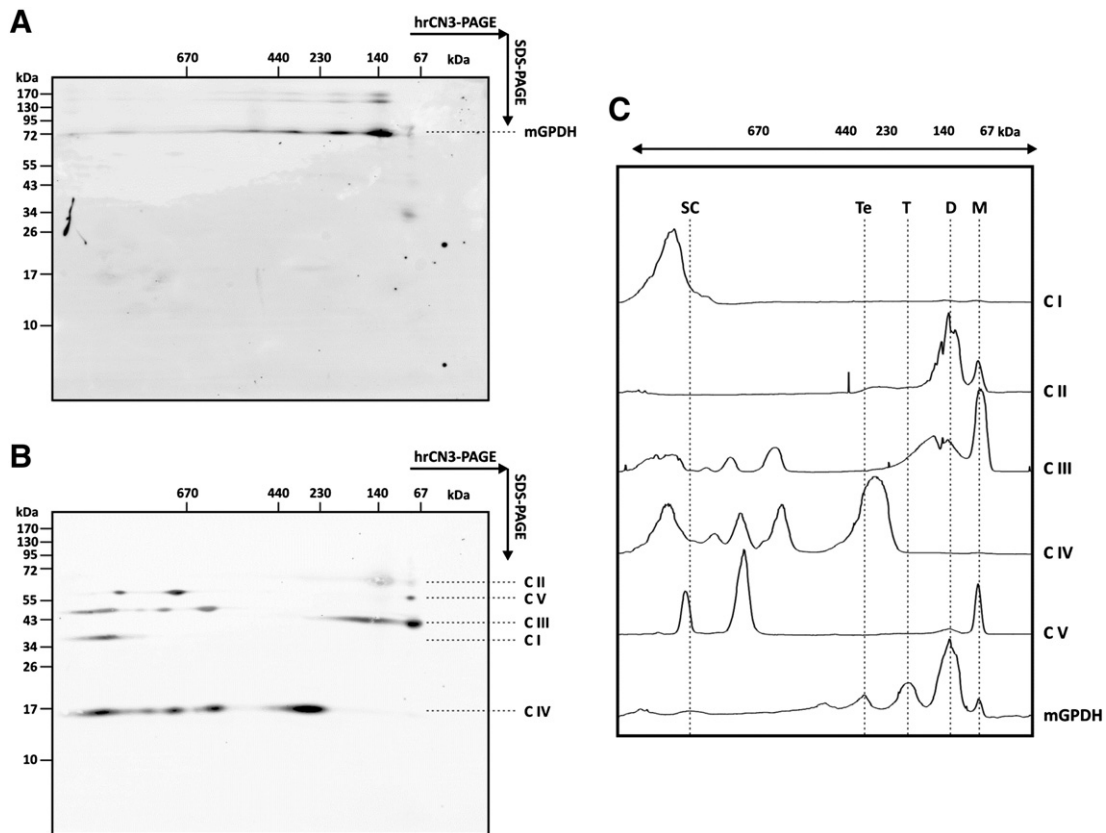 A
hrCN3-PAGE
SDS-PAGE
670 440 230 140 67 kDa
kDa
170
130
95
72
55
43
34
26
17
10
mGPDH
B
hrCN3-PAGE
SDS-PAGE
670 440 230 140 67 kDa
kDa
170
130
95
72
55
43
34
26
17
10
C II
C V
C III
C I
C IV
C
670 440 230 140 67 kDa
SC Te T D M
C I
C II
C III
C IV
C V
mGPDH